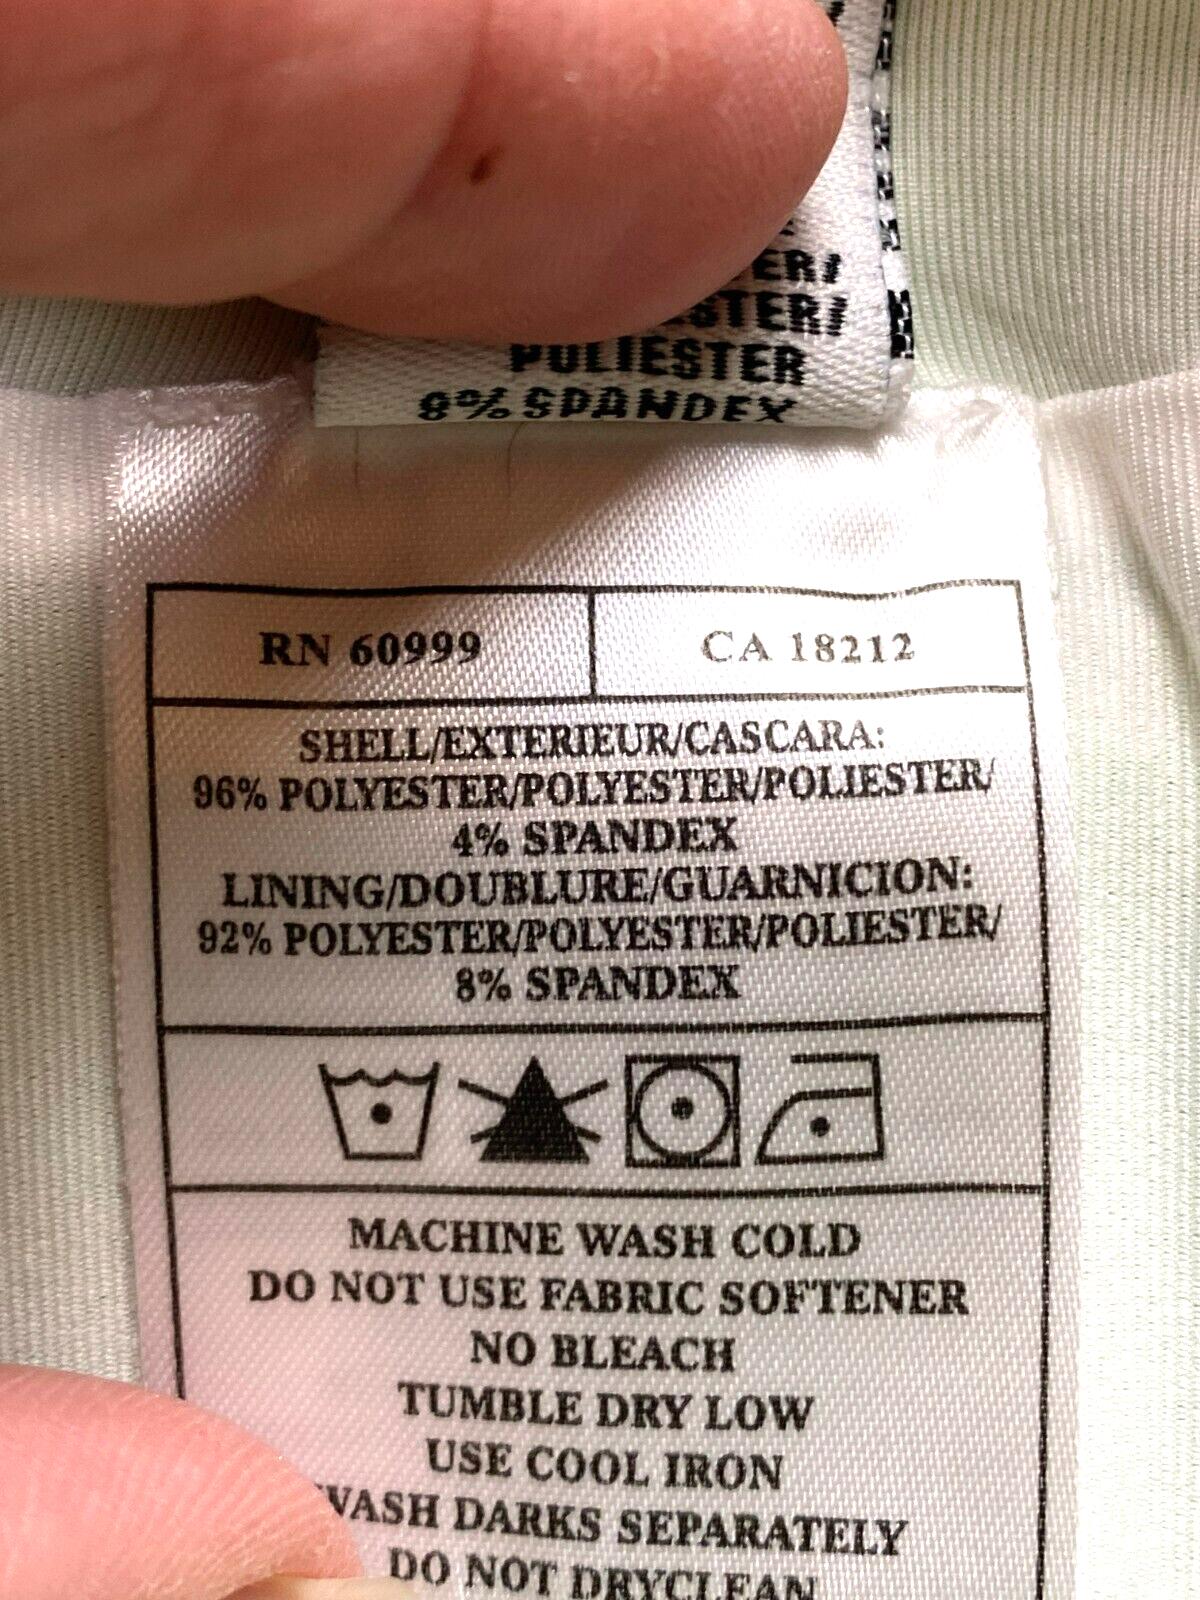 POLIESTER
8% SPANDEX
RN 60999
CA 18212
SHELL/EXTERIEUR/CASCARA:
96% POLYESTER/POLYESTER/POLIESTER/
4% SPANDEX
LINING/DOUBLURE/GUARNICION:
92% POLYESTER/POLYESTER/POLIESTER/
8% SPANDEX
MACHINE WASH COLD
DO NOT USE FABRIC SOFTENER
NO BLEACH
TUMBLE DRY LOW
USE COOL IRON
WASH DARKS SEPARATELY
DO NOT DRYCLEAN